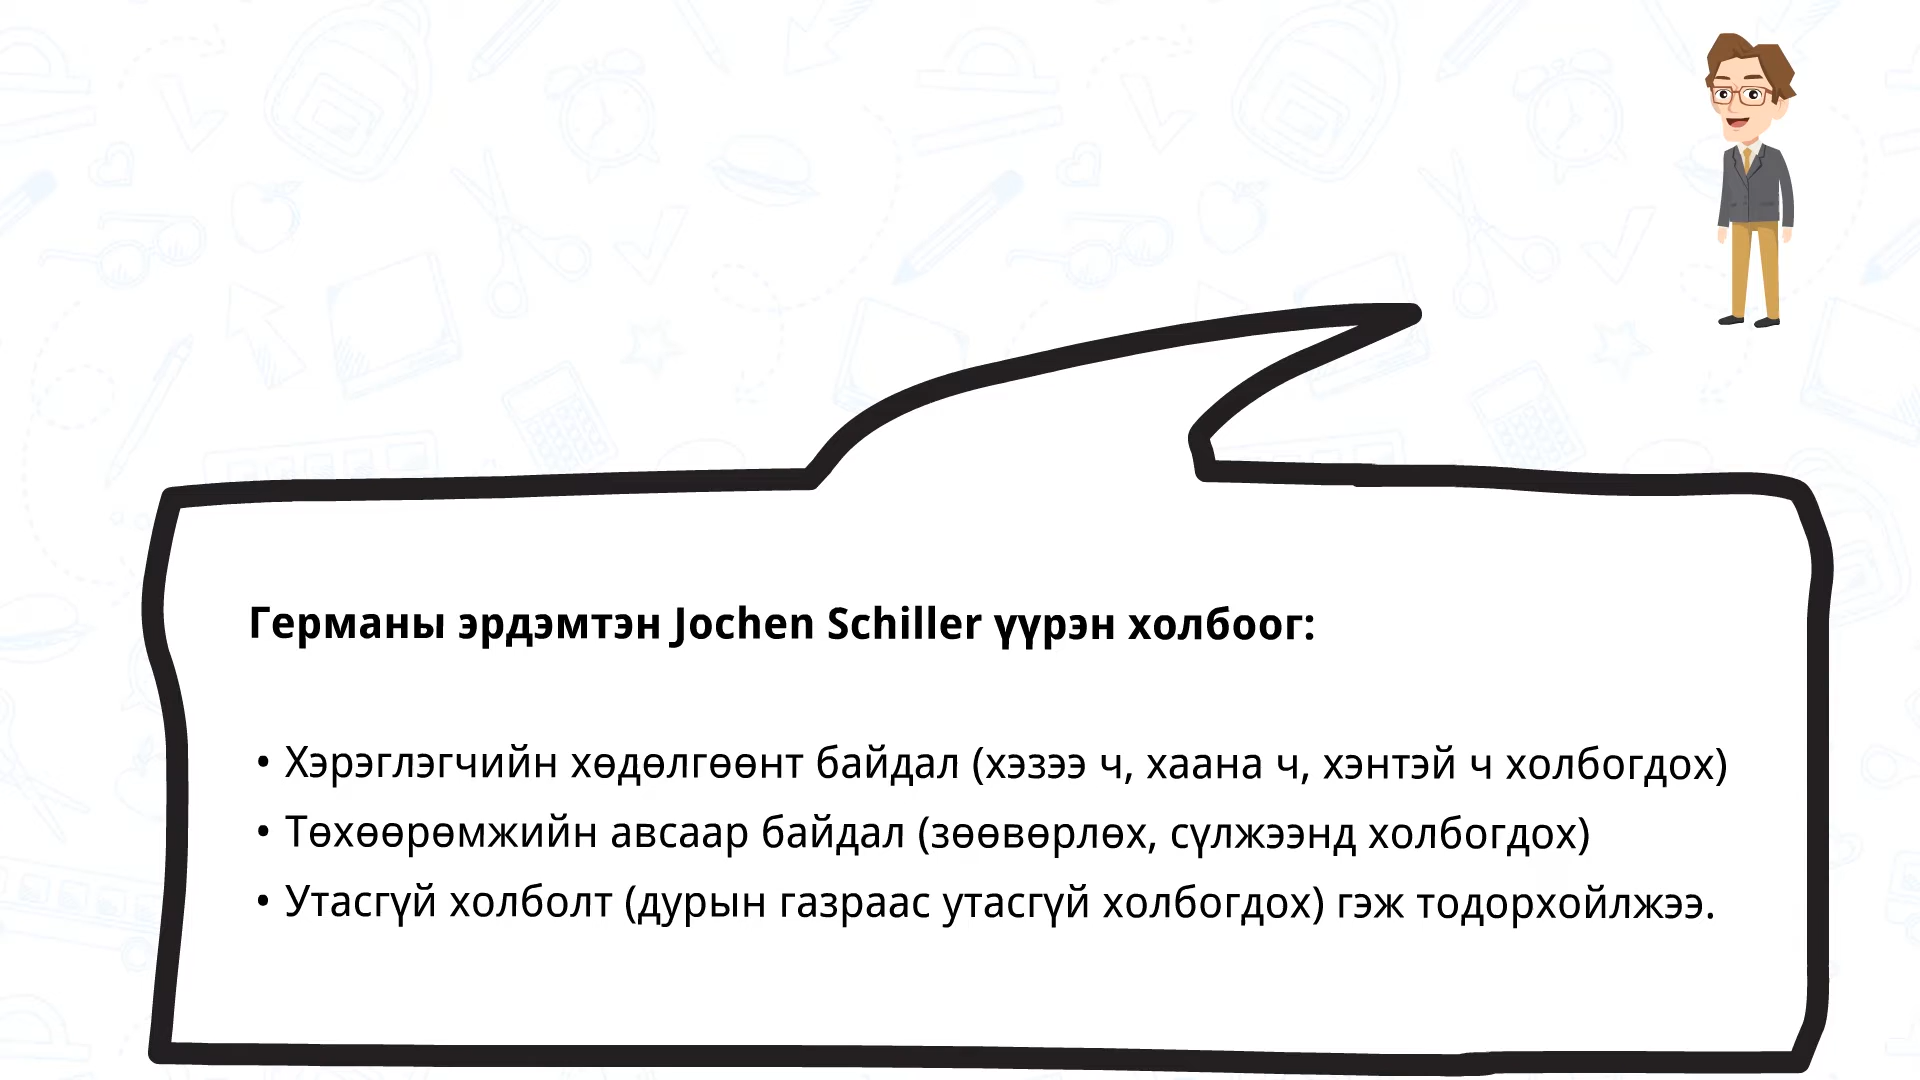 Германы эрдэмтэн Jochen Schiller үүрэн холбоог:
• Хэрэглэгчийн хөдөлгөөнт байдал (хэзээ ч, хаана ч, хэнтэй ч холбогдох)
• Төхөөрөмжийн авсаар байдал (зөөвөрлөх, сүлжээнд холбогдох)
• Утасгүй холболт (дурын газраас утасгүй холбогдох) гэж тодорхойлжээ.